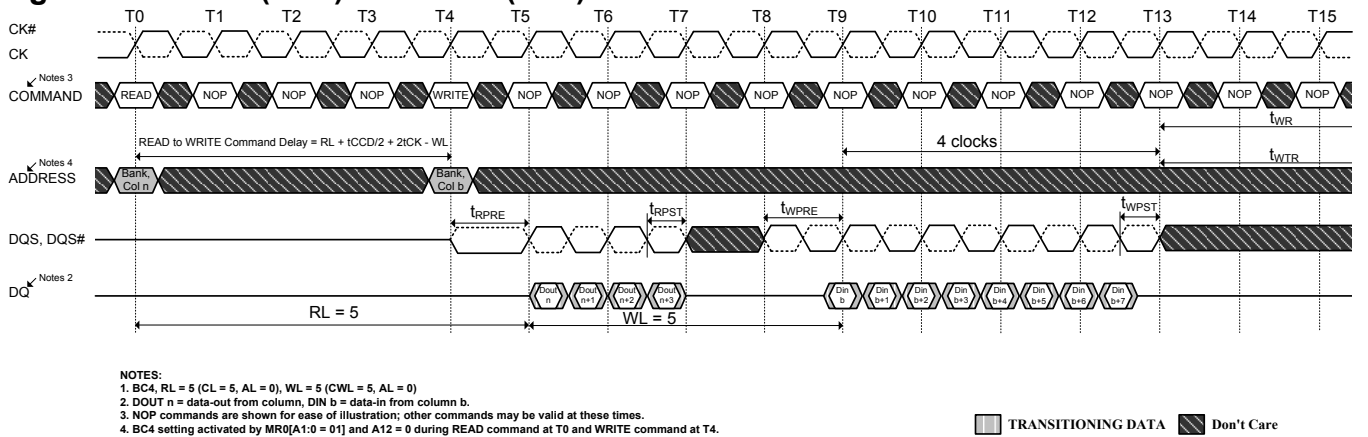 T0 T1 T2 T3 T4 T5 T6 T7 T8 T9 T10 T11 T12 T13 T14 T15
CK#
CK
Notes 3
COMMAND READ NOP NOP NOP WRITE NOP NOP NOP NOP NOP NOP NOP NOP NOP NOP NOP
tWR
READ to WRITE Command Delay = RL + tCCD/2 + 2tCK - WL
4 clocks
tWTR
Notes 4
ADDRESS Bank, Col n Bank, Col b
tRPRE tRPST tWPRE tWPST
DQS, DQS#
Notes 2
DQ Dout n Dout n+1 Dout n+2 Dout n+3 Din b Din b+1 Din b+2 Din b+3 Din b+4 Din b+5 Din b+6 Din b+7
RL = 5 WL = 5
NOTES:
1. BC4, RL = 5 (CL = 5, AL = 0), WL = 5 (CWL = 5, AL = 0)
2. DOUT n = data-out from column, DIN b = data-in from column b.
3. NOP commands are shown for ease of illustration; other commands may be valid at these times.
4. BC4 setting activated by MR0[A1:0 = 01] and A12 = 0 during READ command at T0 and WRITE command at T4.
TRANSITIONING DATA Don't Care